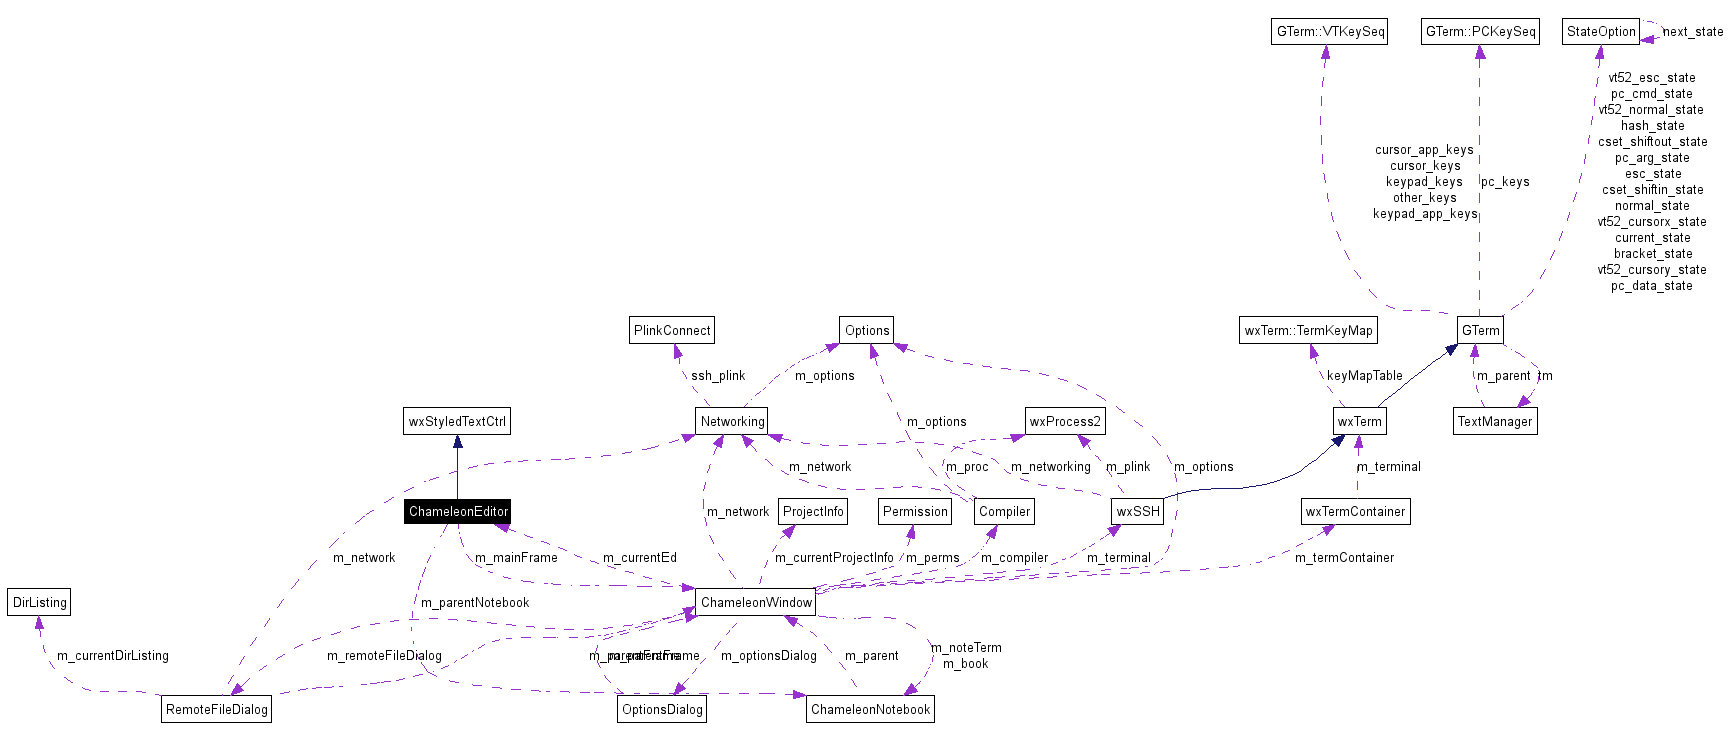 GTerm::VTKeySeq
GTerm::PCKeySeq
StateOption
next_state
vt52_esc_state
pc_cmd_state
vt52_normal_state
hash_state
cset_shiftout_state
pc_arg_state
esc_state
cset_shiftin_state
normal_state
vt52_cursorx_state
current_state
bracket_state
vt52_cursory_state
pc_data_state
cursor_app_keys
cursor_keys
keypad_keys
other_keys
keypad_app_keys
pc_keys
PlinkConnect
Options
wxTerm::TermKeyMap
GTerm
ssh_plink
m_options
keyMapTable
m_parent
tm
wxStyledTextCtrl
Networking
wxProcess2
wxTerm
TextManager
m_options
m_network
m_proc
m_networking
m_plink
m_options
m_terminal
ChameleonEditor
m_network
ProjectInfo
Permission
Compiler
wxSSH
wxTermContainer
m_network
m_mainFrame
m_currentEd
m_currentProjectInfo
m_perms
m_compiler
m_terminal
m_termContainer
DirListing
m_parentNotebook
ChameleonWindow
m_currentDirListing
m_remoteFileDialog
m_parentFrame
m_parentFrame
m_optionsDialog
m_parent
m_noteTerm
m_book
RemoteFileDialog
OptionsDialog
ChameleonNotebook